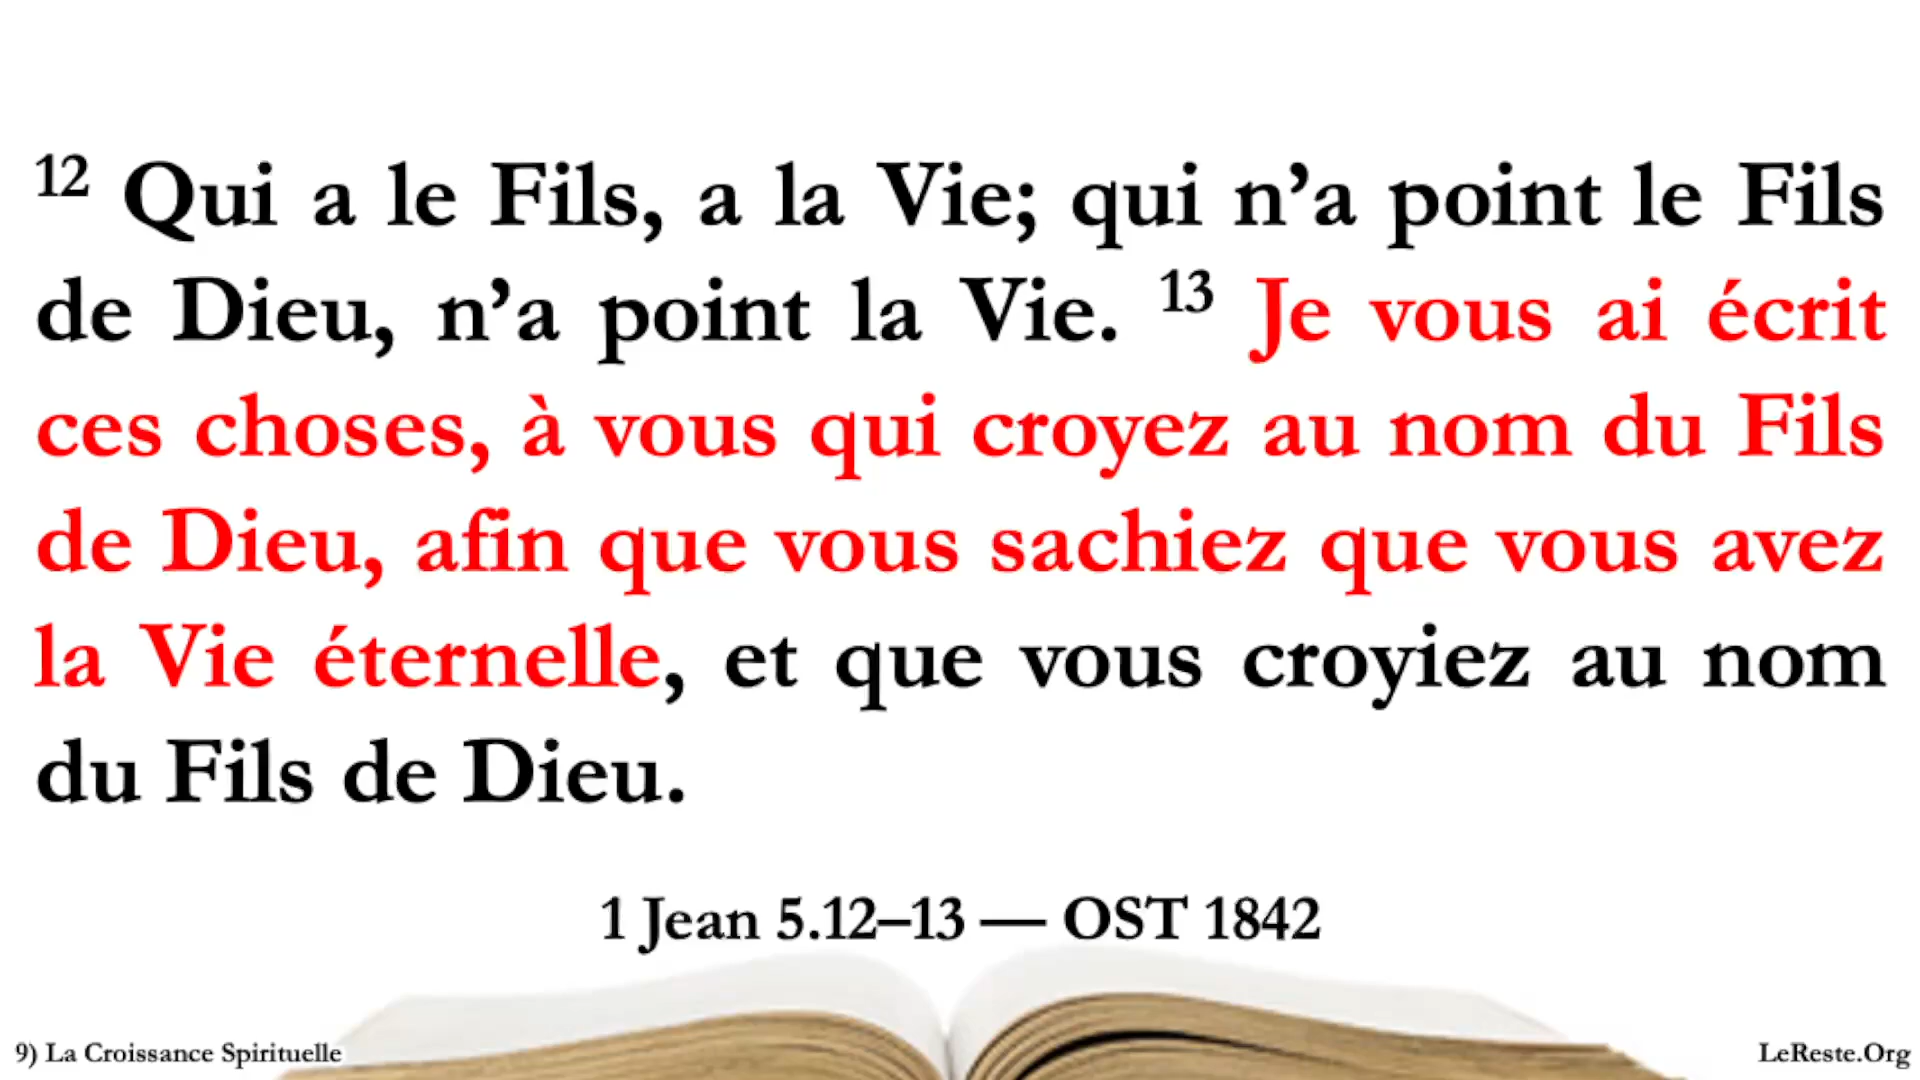 12 Qui a le Fils, a la Vie; qui n’a point le Fils
de Dieu, n’a point la Vie. 13 Je vous ai écrit
ces choses, à vous qui croyez au nom du Fils
de Dieu, afin que vous sachiez que vous avez
la Vie éternelle, et que vous croyiez au nom
du Fils de Dieu.
1 Jean 5.12–13 — OST 1842
9) La Croissance Spirituelle
LeReste.Org